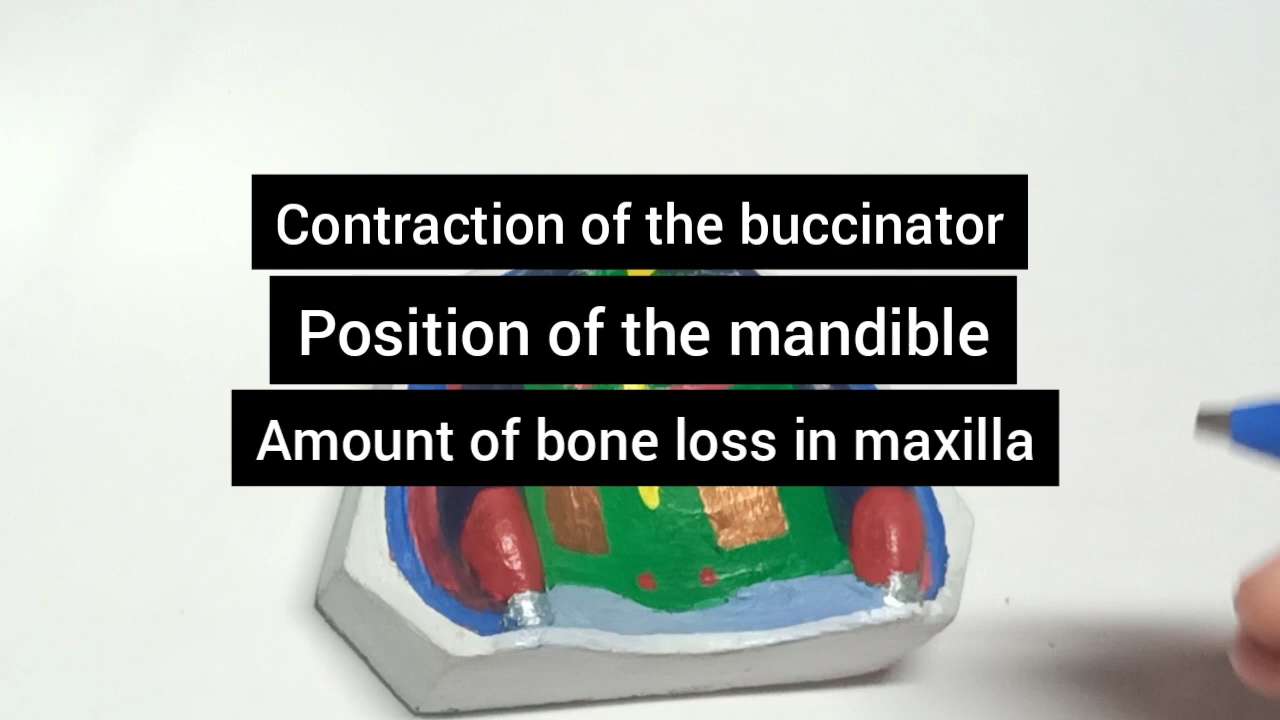 Contraction of the buccinator
Position of the mandible
Amount of bone loss in maxilla